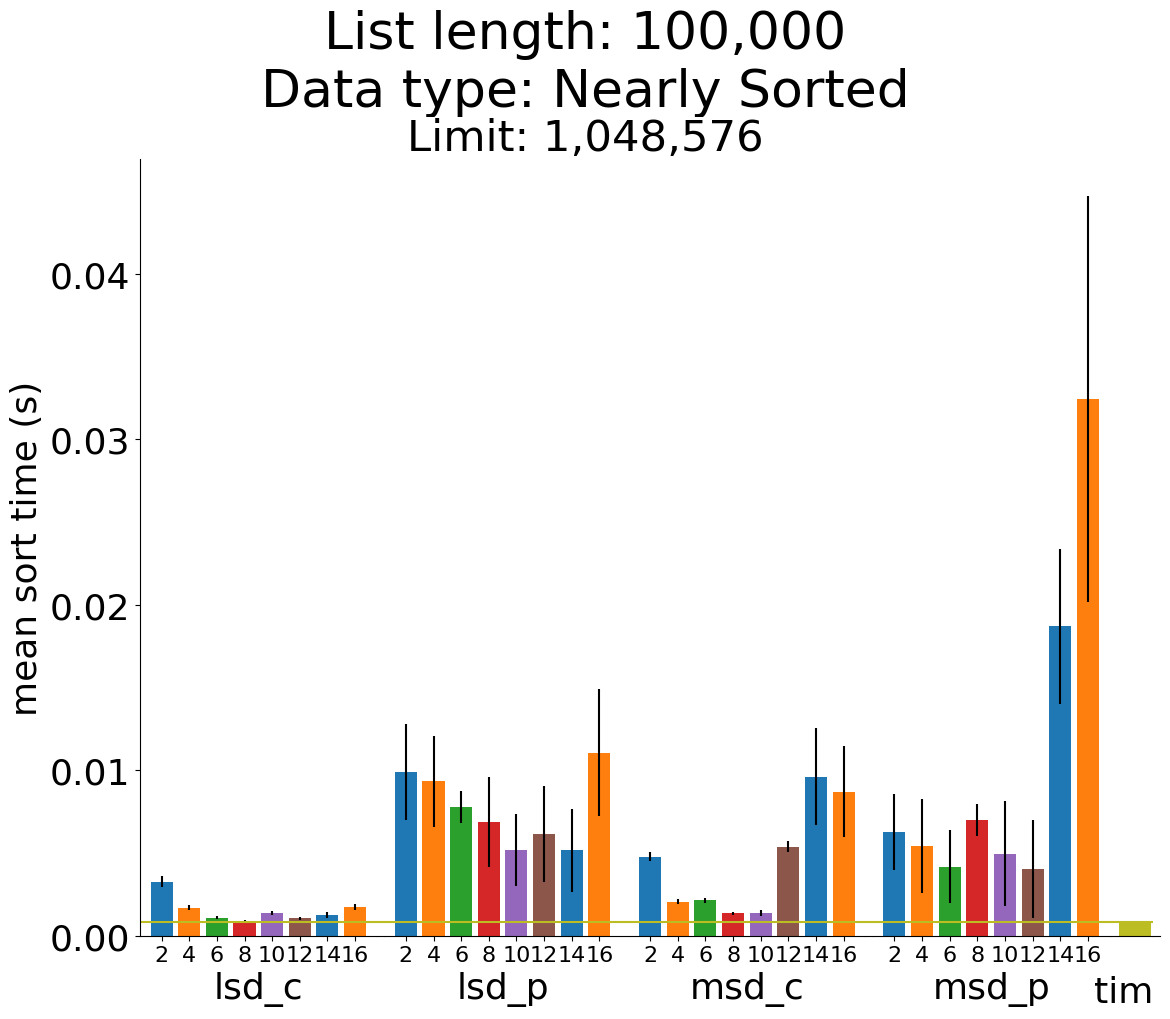 List length: 100,000
Data type: Nearly Sorted
Limit: 1,048,576
mean sort time (s)
0.04
0.03
0.02
0.01
0.00
2 4 6 8 10 12 14 16 2 4 6 8 10 12 14 16 2 4 6 8 10 12 14 16 2 4 6 8 10 12 14 16
lsd_c lsd_p msd_c msd_p tim